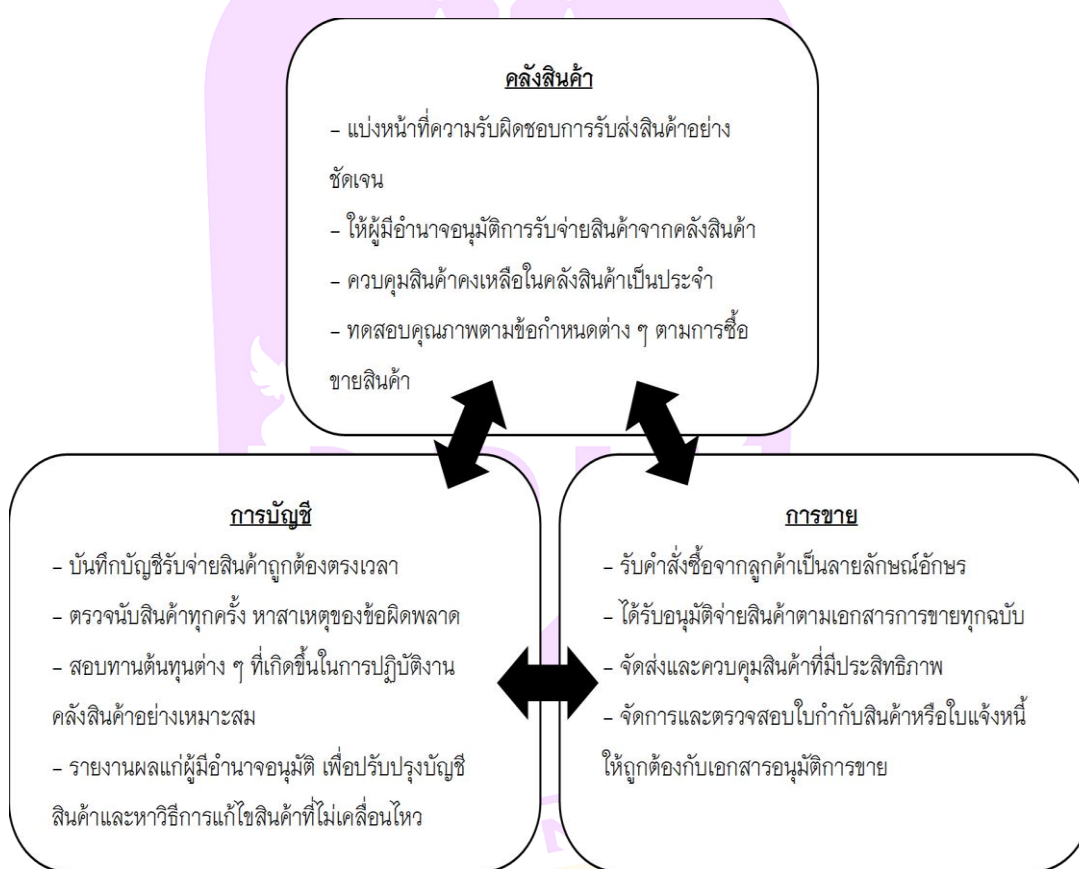 คลังสินค้า
– แบ่งหน้าที่ความรับผิดชอบการรับส่งสินค้าอย่าง
ชัดเจน
– ให้ผู้มีอำนาจอนุมัติการรับจ่ายสินค้าจากคลังสินค้า
– ควบคุมสินค้าคงเหลือในคลังสินค้าเป็นประจำ
– ทดสอบคุณภาพตามข้อกำหนดต่าง ๆ ตามการซื้อ
ขายสินค้า
การบัญชี
– บันทึกบัญชีรับจ่ายสินค้าถูกต้องตรงเวลา
– ตรวจนับสินค้าทุกครั้ง หาสาเหตุของข้อผิดพลาด
– สอบทานต้นทุนต่าง ๆ ที่เกิดขึ้นในการปฏิบัติงาน
คลังสินค้าอย่างเหมาะสม
– รายงานผลแก่ผู้มีอำนาจอนุมัติ เพื่อปรับปรุงบัญชี
สินค้าและหาวิธีการแก้ไขสินค้าที่ไม่เคลื่อนไหว
การขาย
– รับคำสั่งซื้อจากลูกค้าเป็นลายลักษณ์อักษร
– ได้รับอนุมัติจ่ายสินค้าตามเอกสารการขายทุกฉบับ
– จัดส่งและควบคุมสินค้าที่มีประสิทธิภาพ
– จัดการและตรวจสอบใบกำกับสินค้าหรือใบแจ้งหนี้
ให้ถูกต้องกับเอกสารอนุมัติการขาย